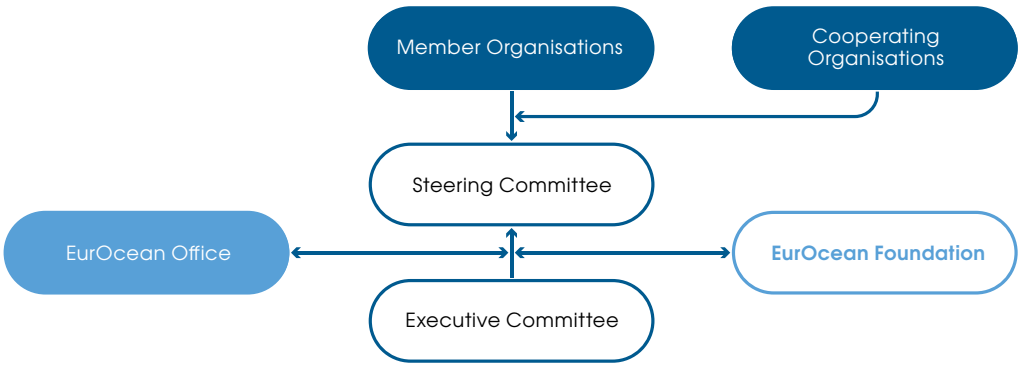 Member Organisations
Cooperating
Organisations
Steering Committee
EurOcean Office
EurOcean Foundation
Executive Committee